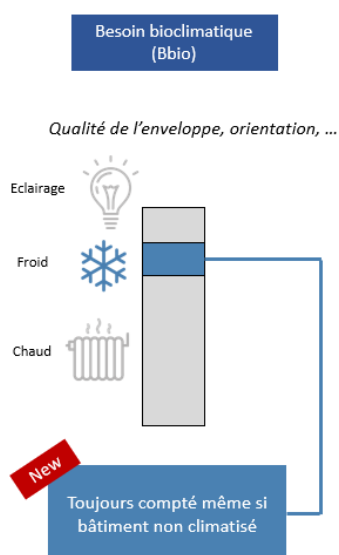 Besoin bioclimatique
(Bbio)
Qualité de l'enveloppe, orientation, ...
Eclairage
Froid
Chaud
New
Toujours compté même si
bâtiment non climatisé